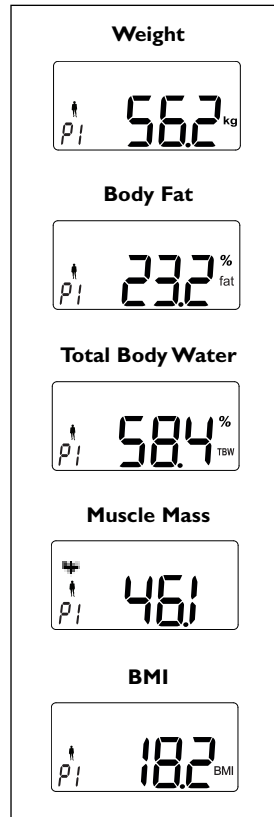 Weight
P1 56.2 kg
Body Fat
P1 23.2 % fat
Total Body Water
P1 58.4 % TBW
Muscle Mass
P1 46.1
BMI
P1 18.2 BMI